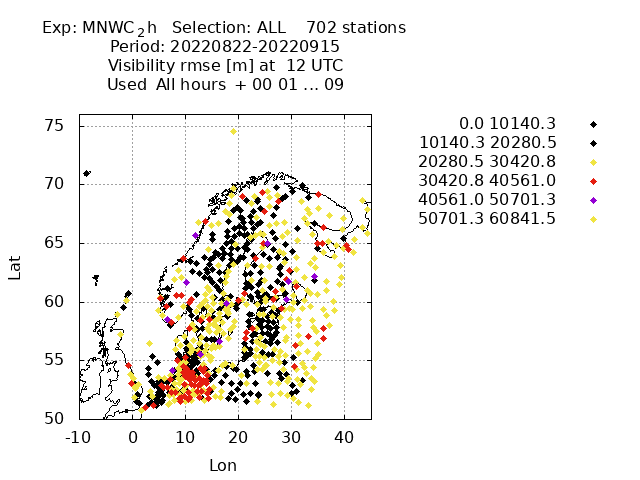 Exp: MNWC_2h   Selection: ALL    702 stations
Period: 20220822-20220915
Visibility rmse [m] at  12 UTC
Used  All hours  + 00 01 ... 09
0.0 10140.3
10140.3 20280.5
20280.5 30420.8
30420.8 40561.0
40561.0 50701.3
50701.3 60841.5
75
70
65
60
55
50
Lat
-10 0 10 20 30 40
Lon